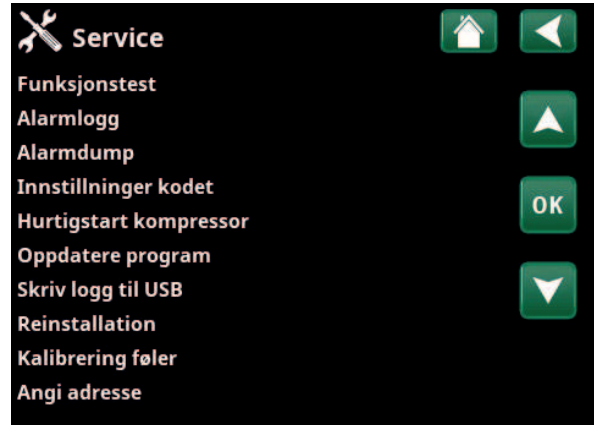 Service
Funksjonstest
Alarmlogg
Alarmdump
Innstillninger kodet
OK
Hurtigstart kompressor
Oppdatere program
Skriv logg til USB
Reinstallation
Kalibrering føler
Angi adresse